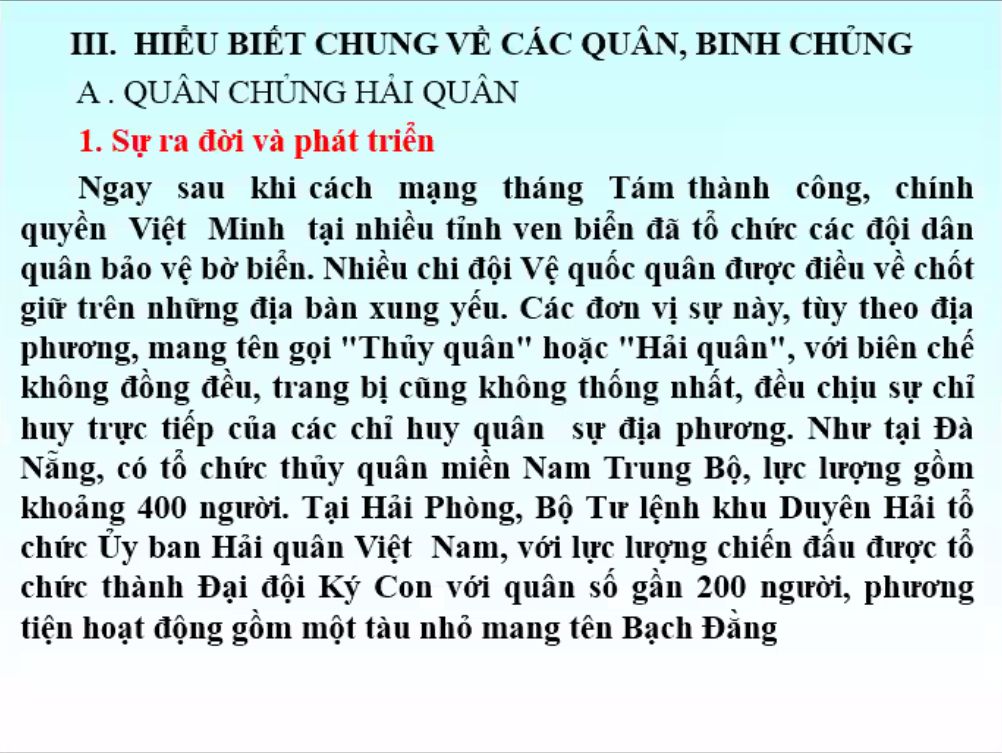 III. HIỂU BIẾT CHUNG VỀ CÁC QUÂN, BINH CHỦNG
A . QUÂN CHỦNG HẢI QUÂN
1. Sự ra đời và phát triển
Ngay sau khi cách mạng tháng Tám thành công, chính
quyền Việt Minh tại nhiều tỉnh ven biển đã tổ chức các đội dân
quân bảo vệ bờ biển. Nhiều chi đội Vệ quốc quân được điều về chốt
giữ trên những địa bàn xung yếu. Các đơn vị sự này, tùy theo địa
phương, mang tên gọi "Thủy quân" hoặc "Hải quân", với biên chế
không đồng đều, trang bị cũng không thống nhất, đều chịu sự chỉ
huy trực tiếp của các chỉ huy quân sự địa phương. Như tại Đà
Nẵng, có tổ chức thủy quân miền Nam Trung Bộ, lực lượng gồm
khoảng 400 người. Tại Hải Phòng, Bộ Tư lệnh khu Duyên Hải tổ
chức Ủy ban Hải quân Việt Nam, với lực lượng chiến đấu được tổ
chức thành Đại đội Ký Con với quân số gần 200 người, phương
tiện hoạt động gồm một tàu nhỏ mang tên Bạch Đằng